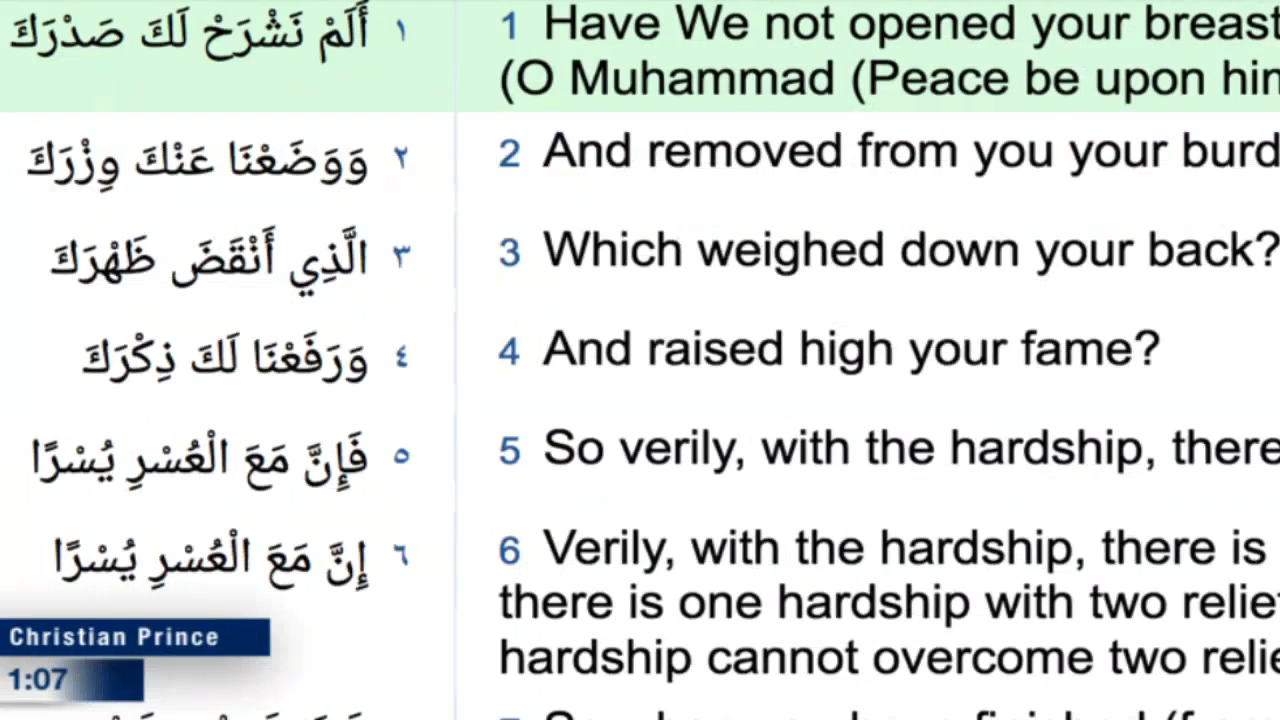 أَلَمْ نَشْرَحْ لَكَ صَدْرَكَ ١
1 Have We not opened your breast
(O Muhammad (Peace be upon him
وَوَضَعْنَا عَنْكَ وِزْرَكَ ٢
2 And removed from you your burd
الَّذِي أَنْقَضَ ظَهْرَكَ ٣
3 Which weighed down your back?
وَرَفَعْنَا لَكَ ذِكْرَكَ ٤
4 And raised high your fame?
فَإِنَّ مَعَ الْعُسْرِ يُسْرًا ٥
5 So verily, with the hardship, there
إِنَّ مَعَ الْعُسْرِ يُسْرًا ٦
6 Verily, with the hardship, there is
there is one hardship with two relief
hardship cannot overcome two relie
Christian Prince
1:07